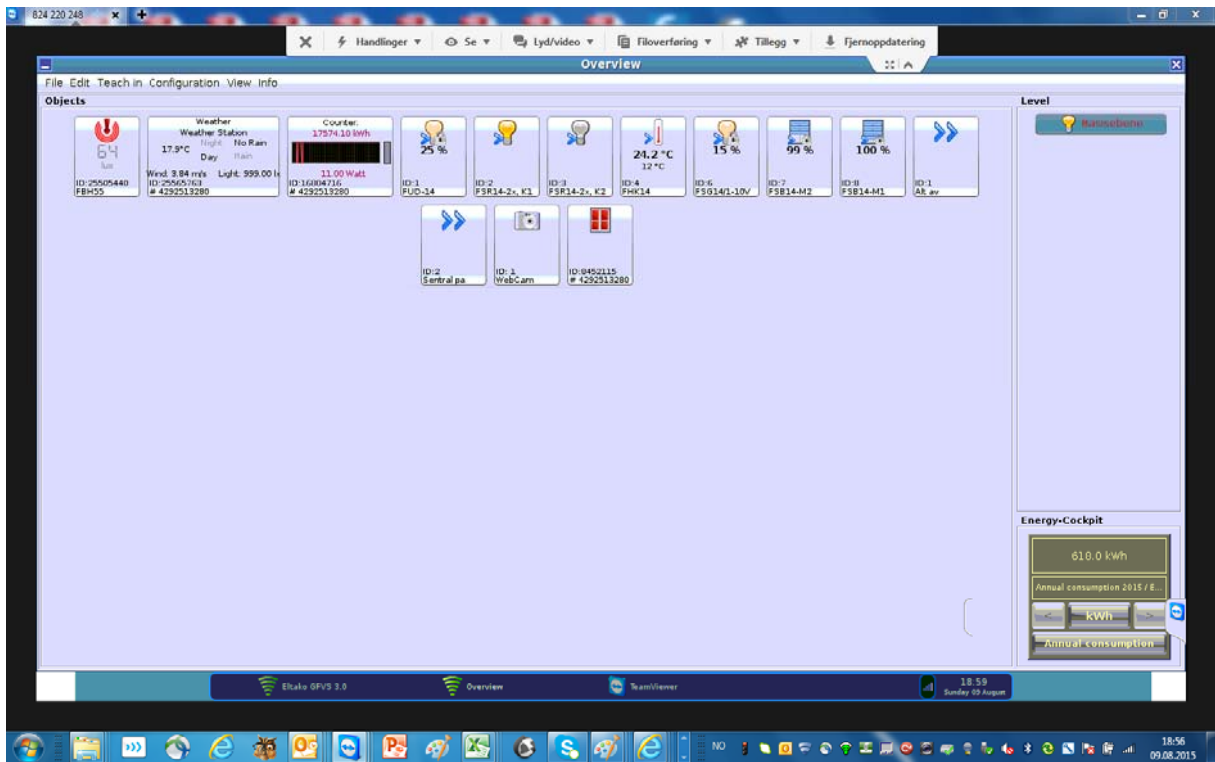 824 220 248
Handlinger
Se
Lyd/video
Filoverføring
Tillegg
Fjernoppdatering
Overview
File Edit Teach in Configuration View Info
Objects
64
lux
ID:25505440
FBH55
Weather
Weather Station
17.9°C Night No Rain
Day Rain
Wind: 3.84 m/s Light: 999.00 lx
ID:25565763
# 4292513280
Counter.
17574.10 kWh
11.00 Watt
ID:16004716
# 4292513280
25 %
ID:1
FUD-14
ID:2
FSR14-2x, K1
ID:3
FSR14-2x, K2
24.2 °C
12 °C
ID:4
FHK14
15 %
ID:6
FSG14/1-10V
99 %
ID:7
FSB14-M2
100 %
ID:8
FSB14-M1
ID:1
Alt av
ID:2
Sentral pa
ID: 1
WebCam
ID:8452115
# 4292513280
Level
Basisebene
Energy-Cockpit
610.0 kWh
Annual consumption 2015 / E...
< kWh >
Annual consumption
Eltako GFVS 3.0
Overview
TeamViewer
18:59
Sunday 09 August
NO
18:56
09.08.2015